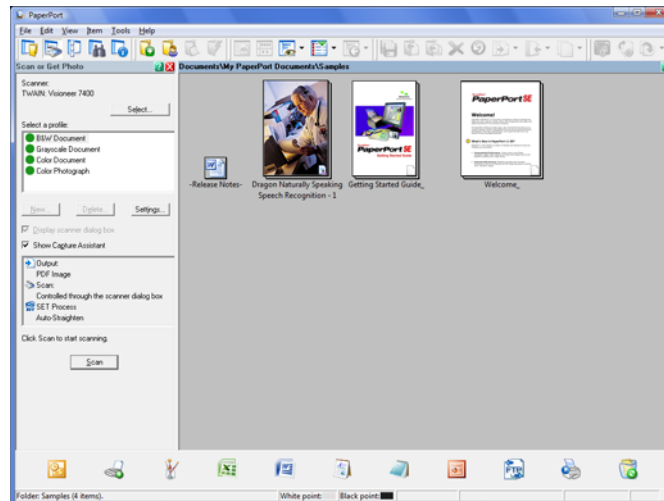 PaperPort
File Edit View Item Tools Help
Scan or Get Photo
Documents\My PaperPort Documents\Samples
Scanner:
TWAIN: Visioneer 7400
Select...
Select a profile:
B&W Document
Grayscale Document
Color Document
Color Photograph
New... Delete... Settings...
Display scanner dialog box
Show Capture Assistant
Output:
PDF Image
Scan:
Controlled through the scanner dialog box
SET Process
Auto-Straighten
Click Scan to start scanning.
Scan
PaperPort SE
Getting Started Guide
PaperPort SE
Welcome!
-Release Notes-
Dragon Naturally Speaking
Speech Recognition - 1
Getting Started Guide_
Welcome_
FTP
Folder: Samples (4 items).
White point:
Black point: